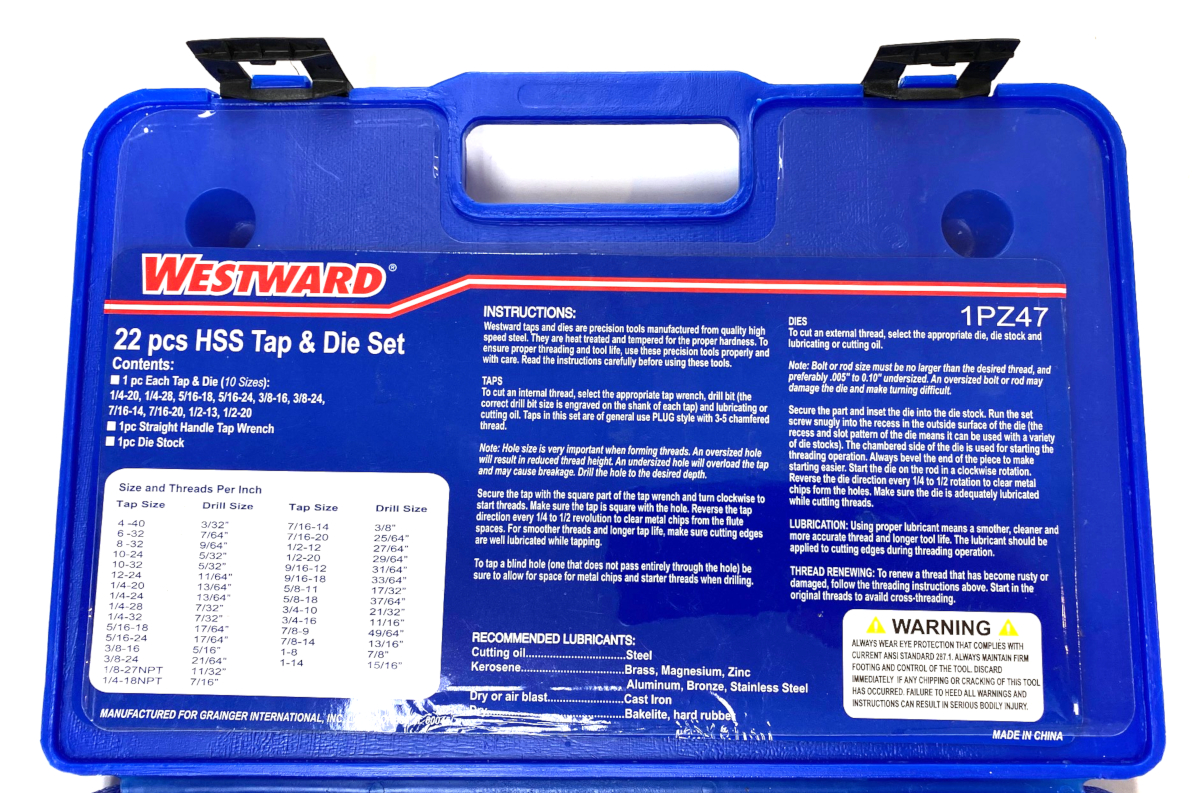 WESTWARD®
22 pcs HSS Tap & Die Set
Contents:
■ 1 pc Each Tap & Die (10 Sizes):
1/4-20, 1/4-28, 5/16-18, 5/16-24, 3/8-16, 3/8-24,
7/16-14, 7/16-20, 1/2-13, 1/2-20
■ 1pc Straight Handle Tap Wrench
■ 1pc Die Stock
Size and Threads Per Inch
Tap Size Drill Size Tap Size Drill Size
4 -40 3/32" 7/16-14 3/8"
6 -32 7/64" 7/16-20 25/64"
8 -32 9/64" 1/2-12 27/64"
10-24 5/32" 1/2-20 29/64"
10-32 5/32" 9/16-12 31/64"
12-24 11/64" 9/16-18 33/64"
1/4-20 13/64" 5/8-11 17/32"
1/4-24 13/64" 5/8-18 37/64"
1/4-28 7/32" 3/4-10 21/32"
1/4-32 7/32" 3/4-16 11/16"
5/16-18 17/64" 7/8-9 49/64"
5/16-24 17/64" 7/8-14 13/16"
3/8-16 5/16" 1-8 7/8"
3/8-24 21/64" 1-14 15/16"
1/8-27NPT 11/32"
1/4-18NPT 7/16"
MANUFACTURED FOR GRAINGER INTERNATIONAL, INC.
INSTRUCTIONS:
Westward taps and dies are precision tools manufactured from quality high
speed steel. They are heat treated and tempered for the proper hardness. To
ensure proper threading and tool life, use these precision tools properly and
with care. Read the instructions carefully before using these tools.
TAPS
To cut an internal thread, select the appropriate tap wrench, drill bit (the
correct drill bit size is engraved on the shank of each tap) and lubricating or
cutting oil. Taps in this set are of general use PLUG style with 3-5 chamfered
thread.
Note: Hole size is very important when forming threads. An oversized hole
will result in reduced thread height. An undersized hole will overload the tap
and may cause breakage. Drill the hole to the desired depth.
Secure the tap with the square part of the tap wrench and turn clockwise to
start threads. Make sure the tap is square with the hole. Reverse the tap
direction every 1/4 to 1/2 revolution to clear metal chips from the flute
spaces. For smoother threads and longer tap life, make sure cutting edges
are well lubricated while tapping.
To tap a blind hole (one that does not pass entirely through the hole) be
sure to allow for space for metal chips and starter threads when drilling.
RECOMMENDED LUBRICANTS:
Cutting oil..............................Steel
Kerosene................................Brass, Magnesium, Zinc
Aluminum, Bronze, Stainless Steel
Dry or air blast.......................Cast Iron
Dry.........................................Bakelite, hard rubber
1PZ47
DIES
To cut an external thread, select the appropriate die, die stock and
lubricating or cutting oil.
Note: Bolt or rod size must be no larger than the desired thread, and
preferably .005" to 0.10" undersized. An oversized bolt or rod may
damage the die and make turning difficult.
Secure the part and inset the die into the die stock. Run the set
screw snugly into the recess in the outside surface of the die (the
recess and slot pattern of the die means it can be used with a variety
of die stocks). The chambered side of the die is used for starting the
threading operation. Always bevel the end of the piece to make
starting easier. Start the die on the rod in a clockwise rotation.
Reverse the die direction every 1/4 to 1/2 rotation to clear metal
chips form the holes. Make sure the die is adequately lubricated
while cutting threads.
LUBRICATION: Using proper lubricant means a smother, cleaner and
more accurate thread and longer tool life. The lubricant should be
applied to cutting edges during threading operation.
THREAD RENEWING: To renew a thread that has become rusty or
damaged, follow the threading instructions above. Start in the
original threads to availd cross-threading.
WARNING
ALWAYS WEAR EYE PROTECTION THAT COMPLIES WITH
CURRENT ANSI STANDARD 287.1. ALWAYS MAINTAIN FIRM
FOOTING AND CONTROL OF THE TOOL. DISCARD
IMMEDIATELY IF ANY CHIPPING OR CRACKING OF THIS TOOL
HAS OCCURRED. FAILURE TO HEED ALL WARNINGS AND
INSTRUCTIONS CAN RESULT IN SERIOUS BODILY INJURY.
MADE IN CHINA